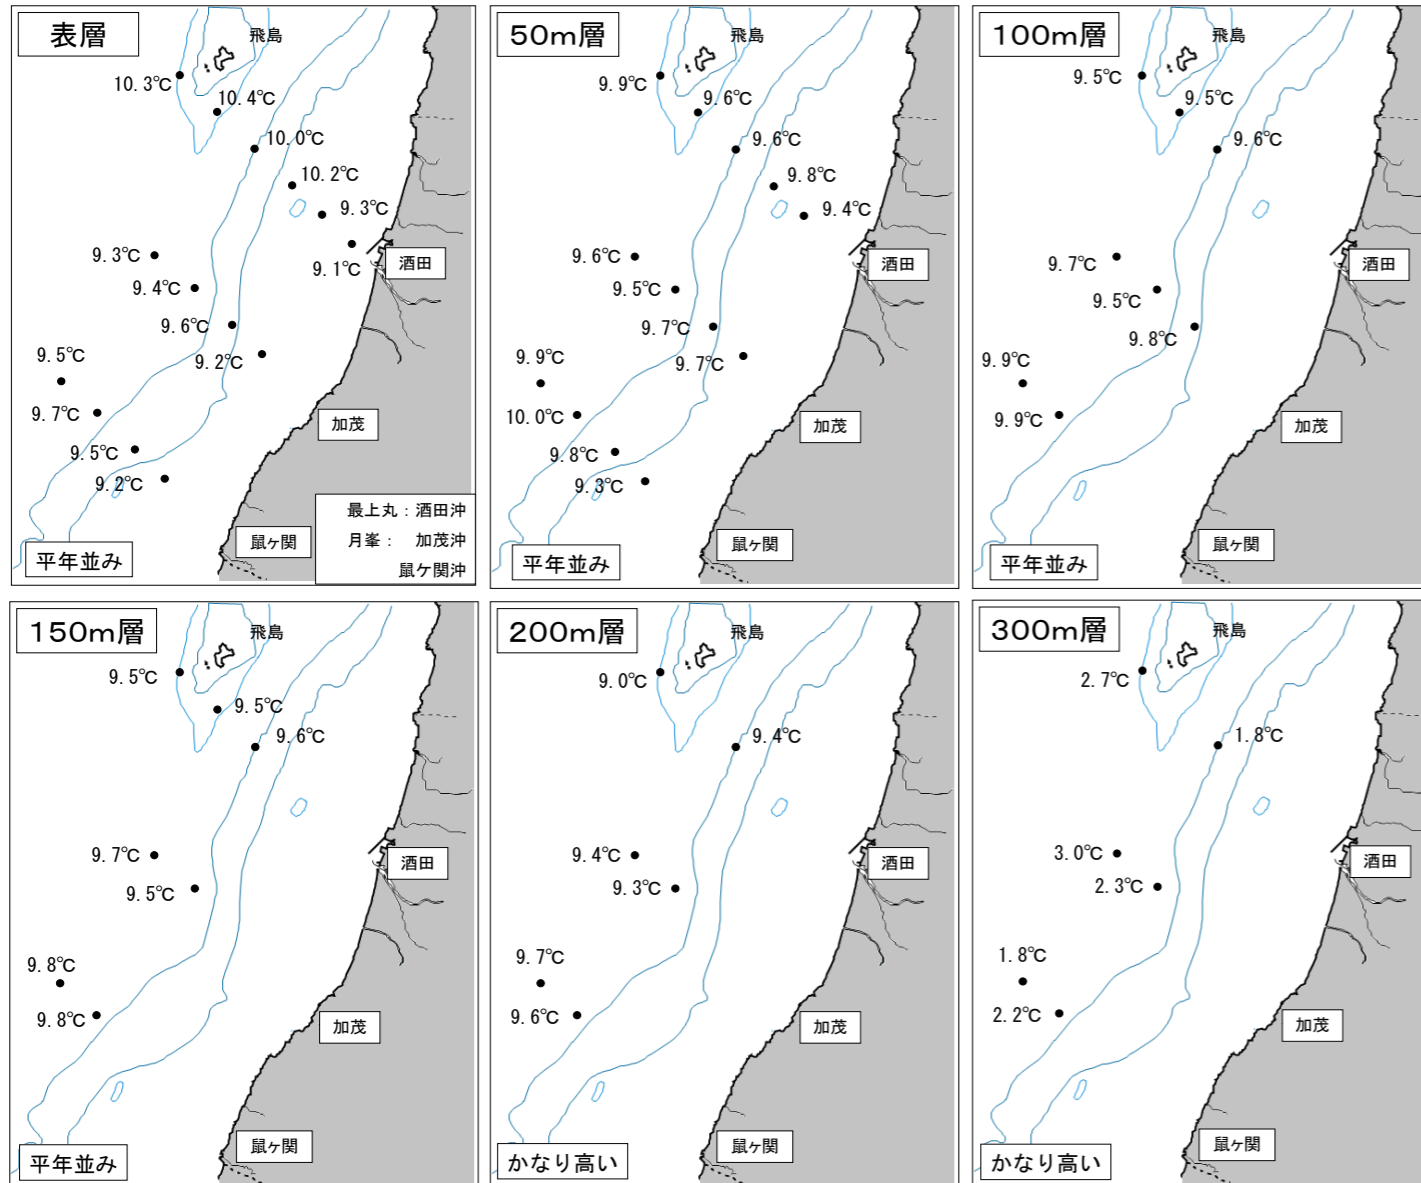 表層
飛島
10.3℃
10.4℃
10.0℃
10.2℃
9.3℃
9.1℃
酒田
9.3℃
9.4℃
9.6℃
9.2℃
9.5℃
9.7℃
9.5℃
9.2℃
加茂
最上丸：酒田沖
月峯：　加茂沖
鼠ケ関沖
鼠ヶ関
平年並み
50m層
飛島
9.9℃
9.6℃
9.6℃
9.8℃
9.4℃
酒田
9.6℃
9.5℃
9.7℃
9.7℃
9.9℃
10.0℃
9.8℃
9.3℃
加茂
鼠ヶ関
平年並み
100m層
飛島
9.5℃
9.5℃
9.6℃
酒田
9.7℃
9.5℃
9.8℃
9.9℃
9.9℃
加茂
鼠ヶ関
平年並み
150m層
飛島
9.5℃
9.5℃
9.6℃
酒田
9.7℃
9.5℃
9.8℃
9.8℃
加茂
鼠ヶ関
平年並み
200m層
飛島
9.0℃
9.4℃
酒田
9.4℃
9.3℃
9.7℃
9.6℃
加茂
鼠ヶ関
かなり高い
300m層
飛島
2.7℃
1.8℃
酒田
3.0℃
2.3℃
1.8℃
2.2℃
加茂
鼠ヶ関
かなり高い